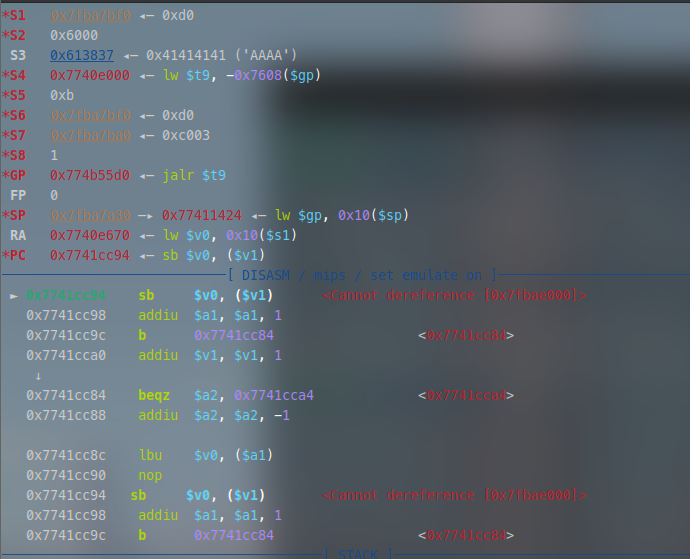 *S1 0x7fba7bf0 ◂— 0xd0
*S2 0x6000
S3 0x613837 ◂— 0x41414141 ('AAAA')
*S4 0x7740e000 ◂— lw $t9, -0x7608($gp)
*S5 0xb
*S6 0x7fba7bf0 ◂— 0xd0
*S7 0x7fba7ba0 ◂— 0xc003
*S8 1
*GP 0x774b55d0 ◂— jalr $t9
FP 0
*SP 0x7fba7a30 —▸ 0x77411424 ◂— lw $gp, 0x10($sp)
RA 0x7740e670 ◂— lw $v0, 0x10($s1)
*PC 0x7741cc94 ◂— sb $v0, ($v1)
[ DISASM / mips / set emulate on ]
► 0x7741cc94 sb $v0, ($v1) <Cannot dereference [0x7fbae000]>
0x7741cc98 addiu $a1, $a1, 1
0x7741cc9c b 0x7741cc84 <0x7741cc84>
0x7741cca0 addiu $v1, $v1, 1
↓
0x7741cc84 beqz $a2, 0x7741cca4 <0x7741cca4>
0x7741cc88 addiu $a2, $a2, -1
0x7741cc8c lbu $v0, ($a1)
0x7741cc90 nop
0x7741cc94 sb $v0, ($v1) <Cannot dereference [0x7fbae000]>
0x7741cc98 addiu $a1, $a1, 1
0x7741cc9c b 0x7741cc84 <0x7741cc84>
[ STACK ]